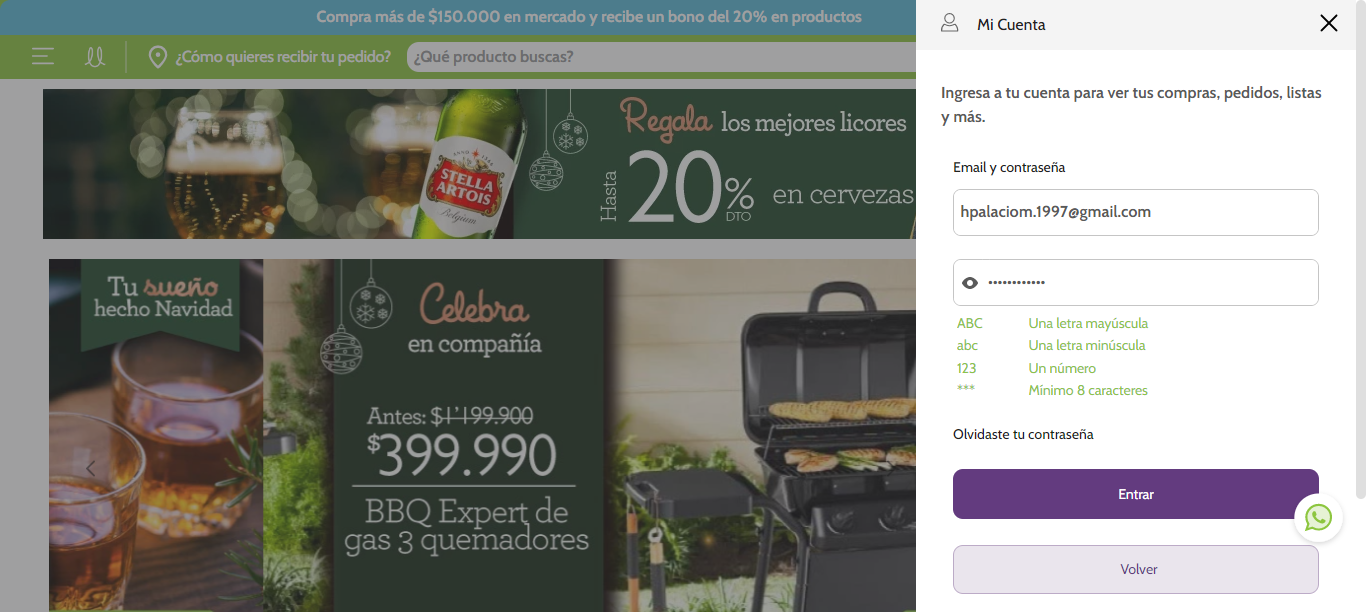 Compra más de $150.000 en mercado y recibe un bono del 20% en productos
¿Cómo quieres recibir tu pedido?
¿Qué producto buscas?
Regala los mejores licores
Hasta 20% DTO en cervezas
STELLA
ARTOIS
Belgium
Tu sueño
hecho Navidad
Celebra
en compañía
Antes: $1'199.900
$399.990
BBQ Expert de
gas 3 quemadores
Mi Cuenta
Ingresa a tu cuenta para ver tus compras, pedidos, listas
y más.
Email y contraseña
hpalaciom.1997@gmail.com
••••••••••••
ABC Una letra mayúscula
abc Una letra minúscula
123 Un número
*** Mínimo 8 caracteres
Olvidaste tu contraseña
Entrar
Volver